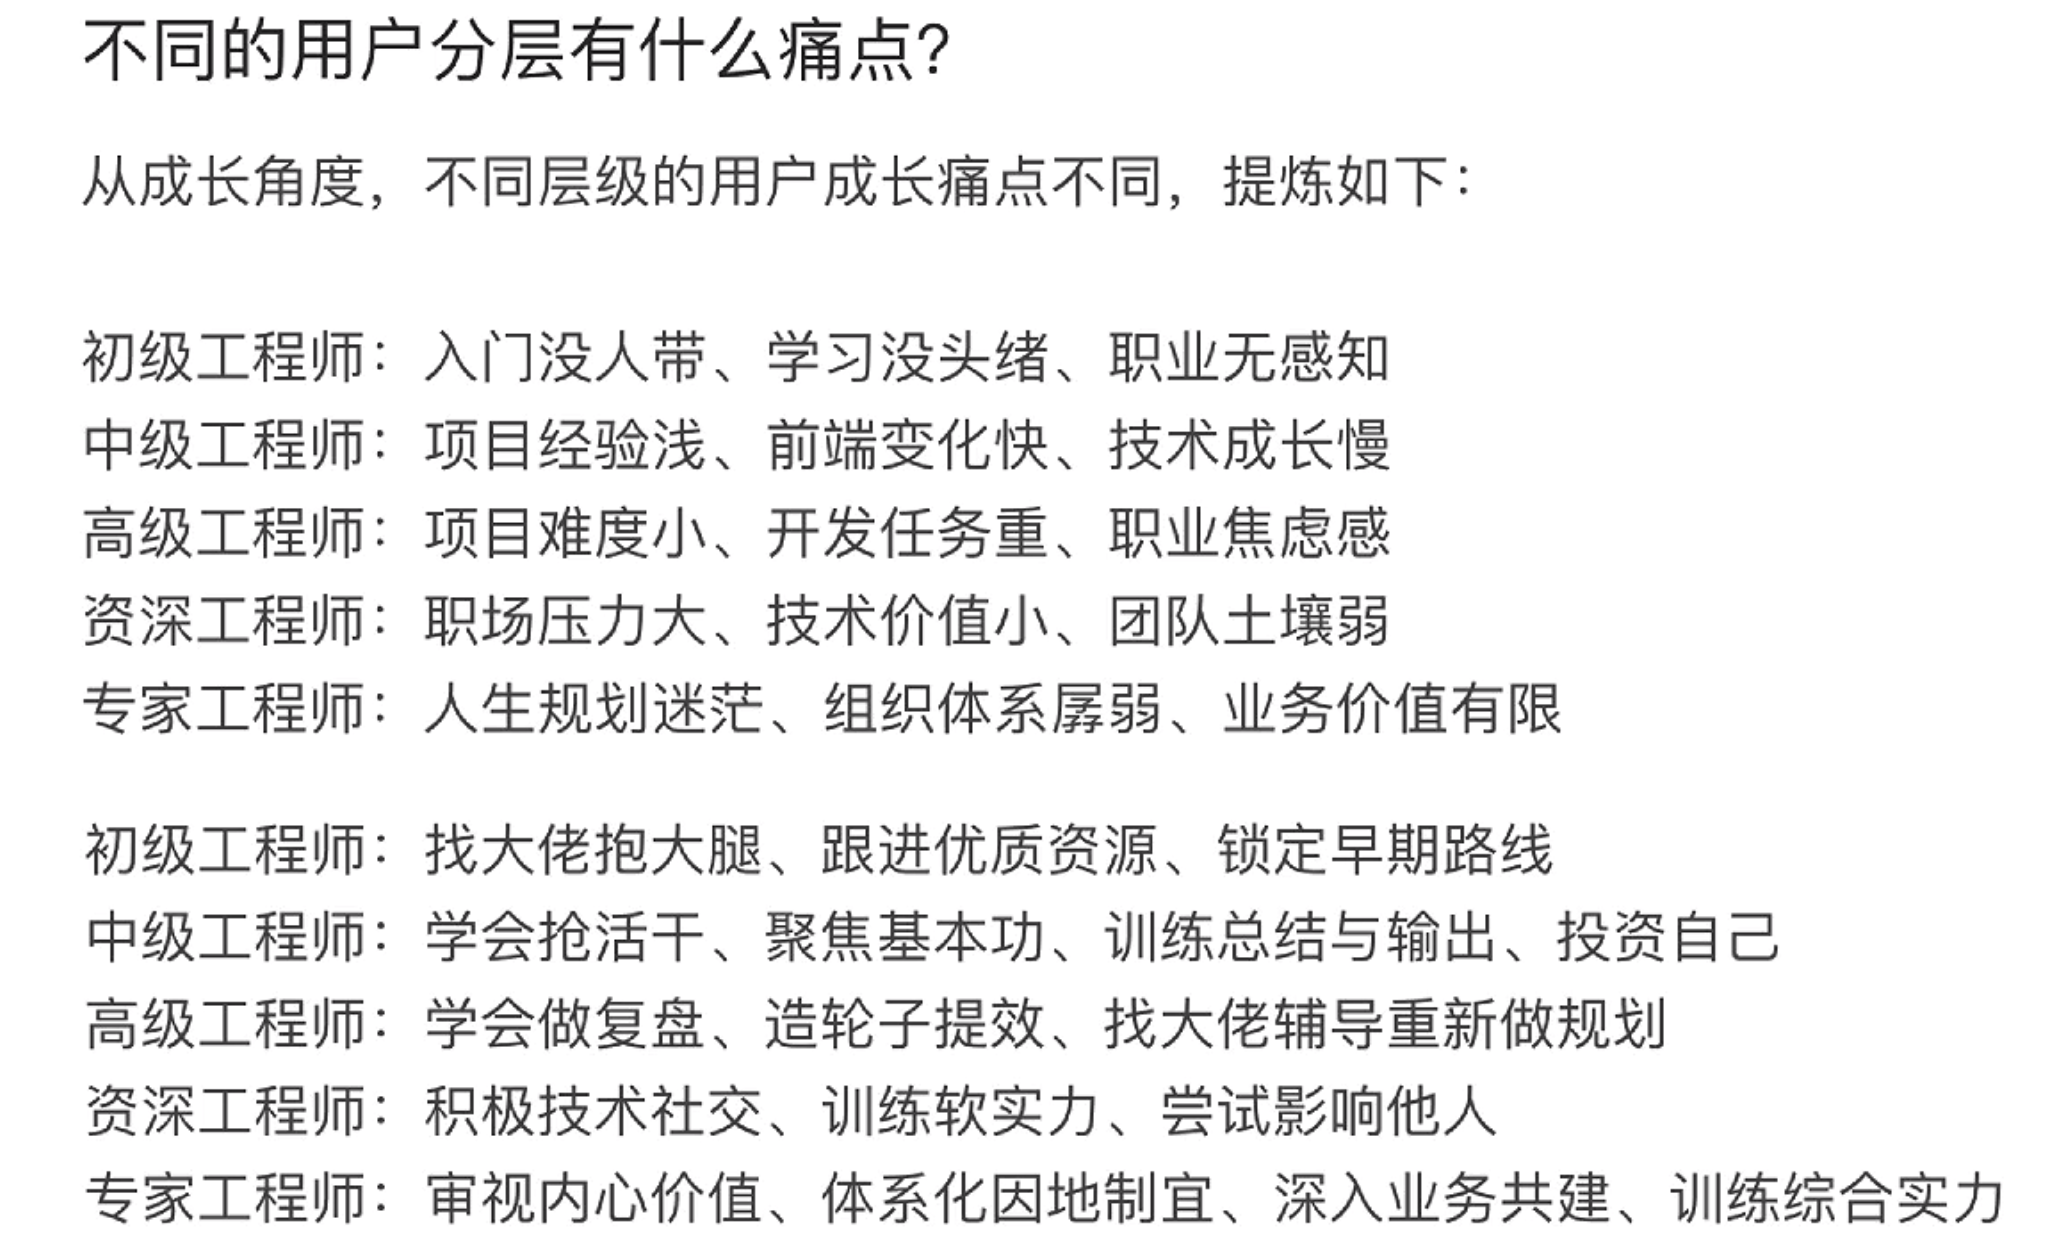 不同的用户分层有什么痛点?
从成长角度，不同层级的用户成长痛点不同，提炼如下：
初级工程师：入门没人带、学习没头绪、职业无感知
中级工程师：项目经验浅、前端变化快、技术成长慢
高级工程师：项目难度小、开发任务重、职业焦虑感
资深工程师：职场压力大、技术价值小、团队土壤弱
专家工程师：人生规划迷茫、组织体系孱弱、业务价值有限
初级工程师：找大佬抱大腿、跟进优质资源、锁定早期路线
中级工程师：学会抢活干、聚焦基本功、训练总结与输出、投资自己
高级工程师：学会做复盘、造轮子提效、找大佬辅导重新做规划
资深工程师：积极技术社交、训练软实力、尝试影响他人
专家工程师：审视内心价值、体系化因地制宜、深入业务共建、训练综合实力